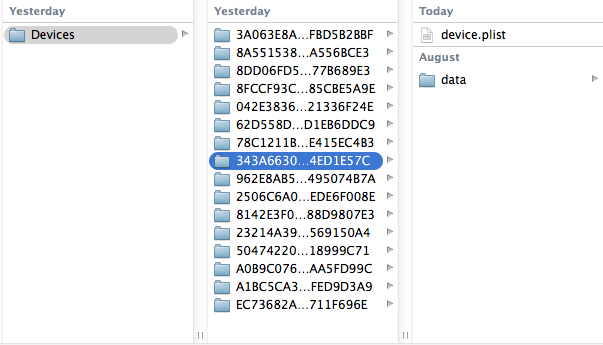 Yesterday
Devices
Yesterday
3A063E8A...FBD5B2BBF
8A551538...A556BCE3
8DD06FD5...77B689E3
8FCCF93C...85CBE5A9E
042E3836...21336F24E
62D558D...D1EB6DDC9
78C1211B...E415EC4B3
343A6630...4ED1E57C
962E8AB5...495074B7A
2506C6A0...EDE6F008E
8142E3F0...88D9807E3
23214A39...569150A4
50474220...18999C71
A0B9C076...AA5FD99C
A1BC5CA3...FED9D3A9
EC73682A...711F696E
Today
device.plist
August
data